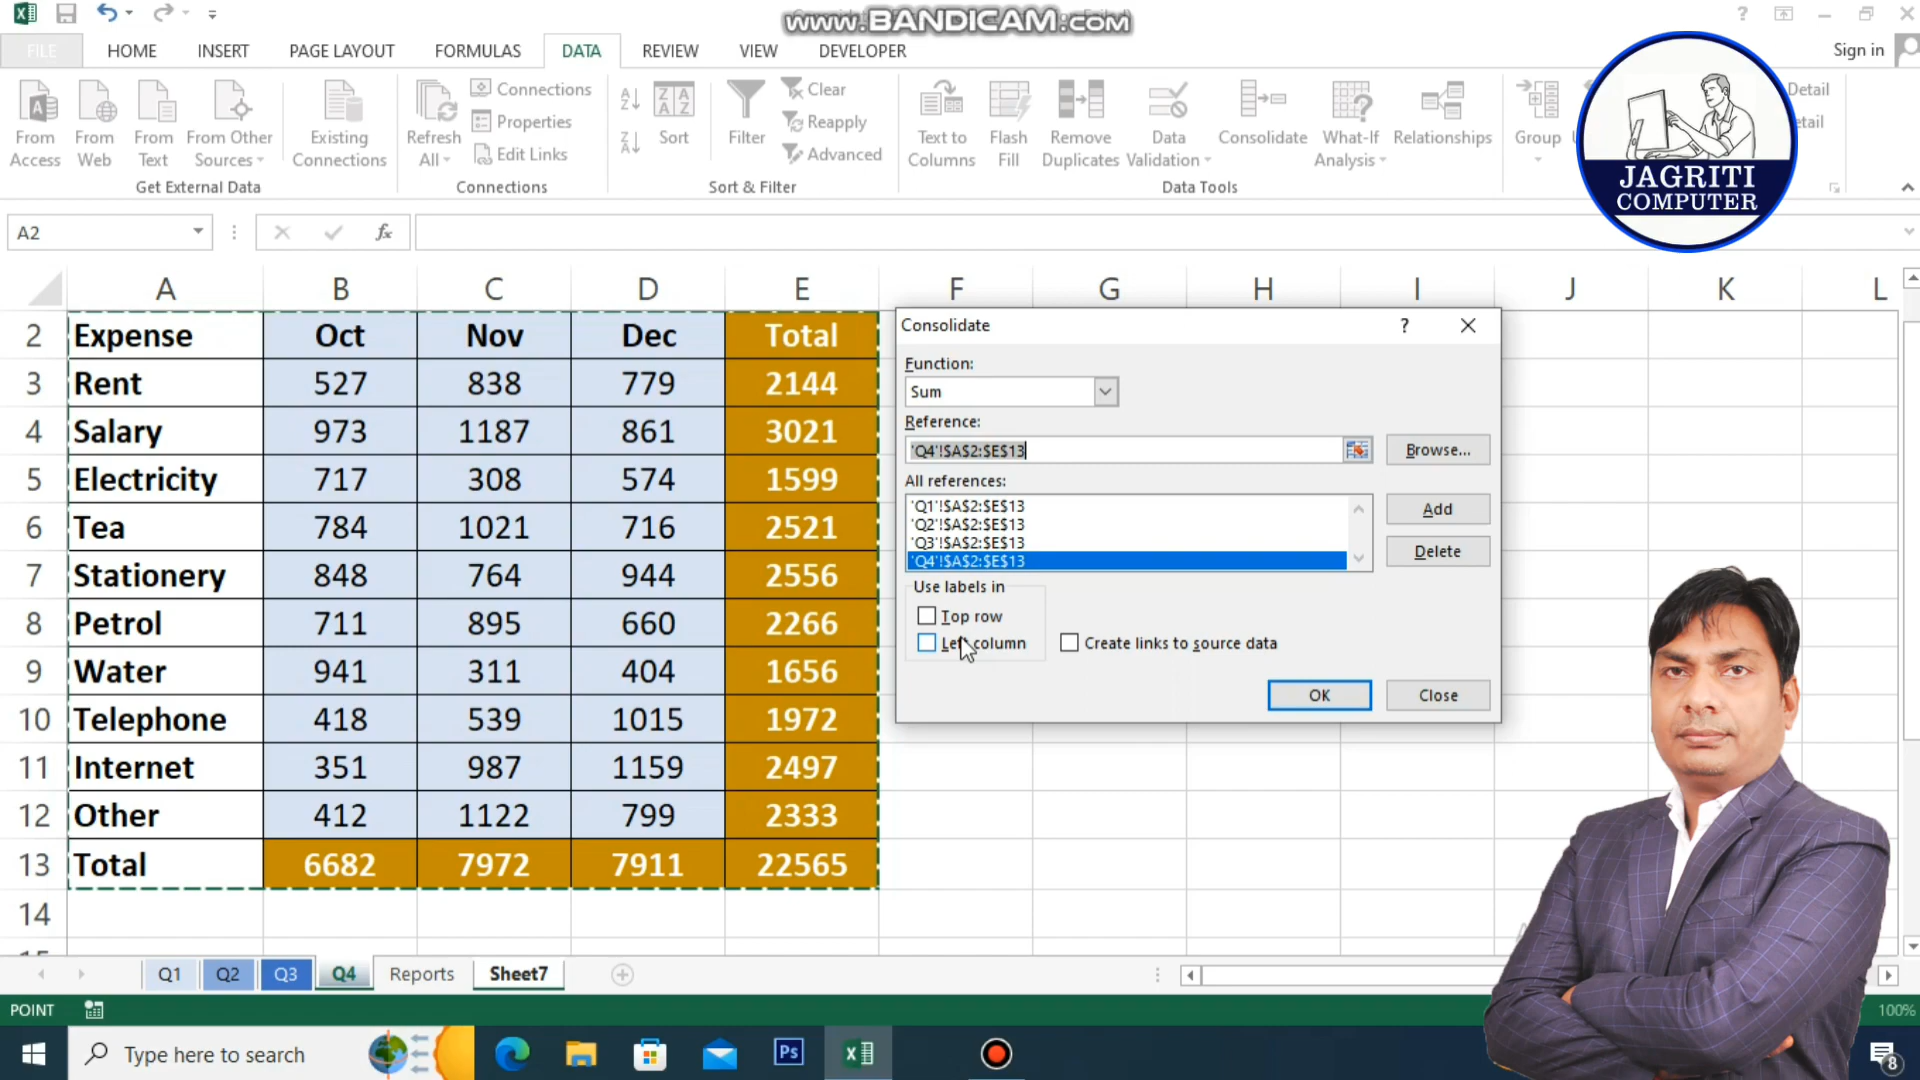 www.BANDICAM.com
FILE HOME INSERT PAGE LAYOUT FORMULAS DATA REVIEW VIEW DEVELOPER Sign in
From Access
From Web
From Text
From Other Sources
Existing Connections
Refresh All
Connections
Properties
Edit Links
Sort
Filter
Clear
Reapply
Advanced
Text to Columns
Flash Fill
Remove Duplicates
Data Validation
Consolidate
What-If Analysis
Relationships
Group
Detail
Get External Data Connections Sort & Filter Data Tools
JAGRITI
COMPUTER
A2 fx
A B C D E F G H I J K L
2 Expense Oct Nov Dec Total
3 Rent 527 838 779 2144
4 Salary 973 1187 861 3021
5 Electricity 717 308 574 1599
6 Tea 784 1021 716 2521
7 Stationery 848 764 944 2556
8 Petrol 711 895 660 2266
9 Water 941 311 404 1656
10 Telephone 418 539 1015 1972
11 Internet 351 987 1159 2497
12 Other 412 1122 799 2333
13 Total 6682 7972 7911 22565
14
Consolidate ?
Function:
Sum
Reference:
'Q4'!$A$2:$E$13 Browse...
All references:
'Q1'!$A$2:$E$13
'Q2'!$A$2:$E$13
'Q3'!$A$2:$E$13
'Q4'!$A$2:$E$13
Add
Delete
Use labels in
Top row
Left column Create links to source data
OK Close
Q1 Q2 Q3 Q4 Reports Sheet7
POINT 100%
Type here to search Ps 8